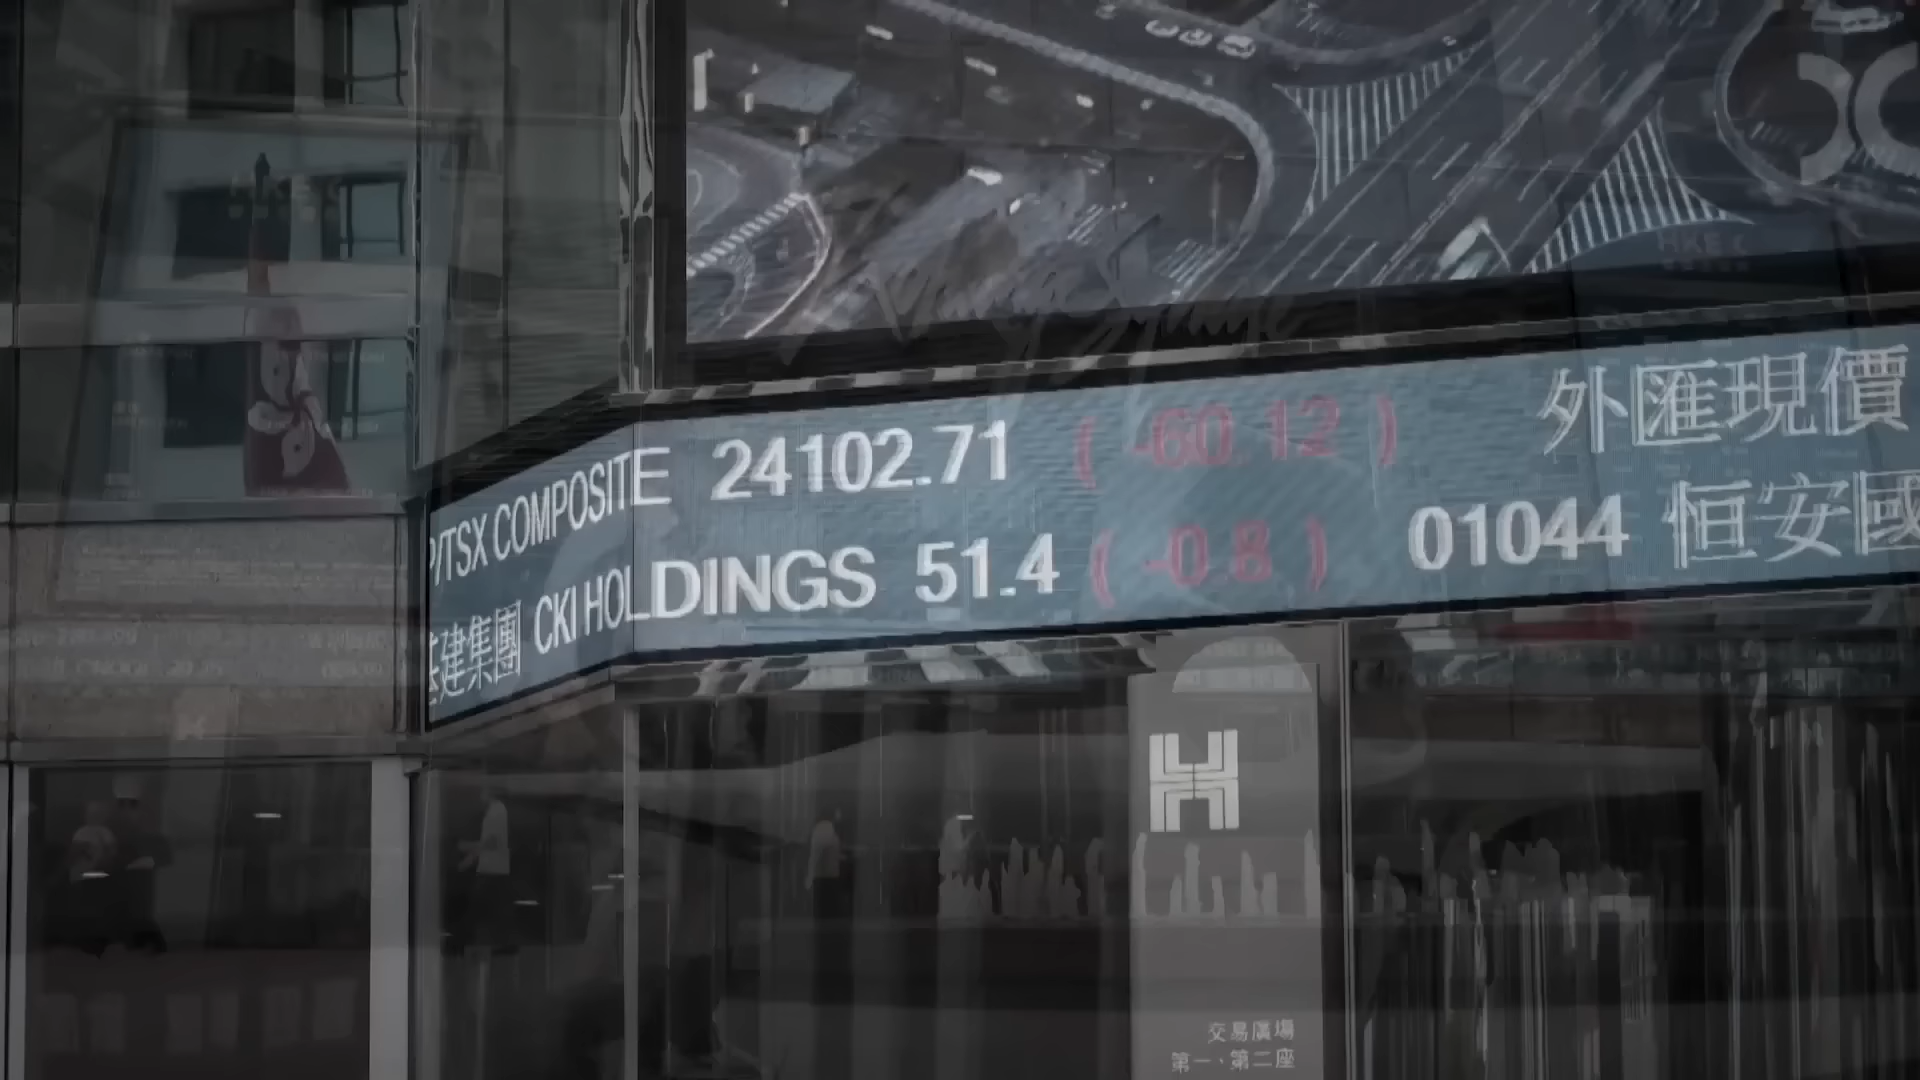 P/TSX COMPOSITE 24102.71 ( -60.12 ) 外匯現價
建集團 CKI HOLDINGS 51.4 ( -0.8 ) 01044 恒安國
交易廣場
第一、第二座